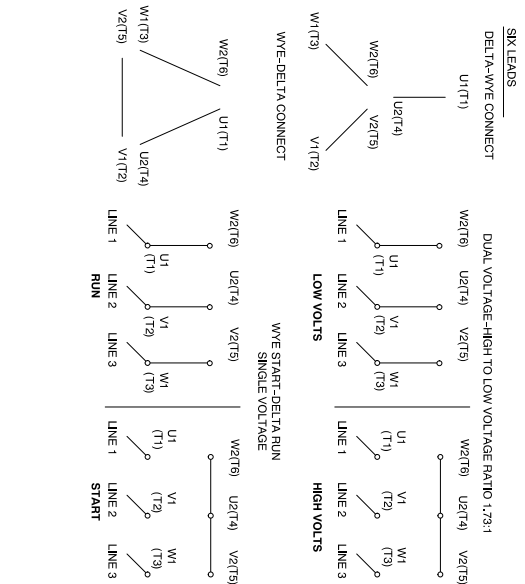 SIX LEADS
DELTA-WYE CONNECT
DUAL VOLTAGE-HIGH TO LOW VOLTAGE RATIO 1.73:1
U1(T1)
U2(T4)
W2(T6)
V2(T5)
W1(T3)
V1(T2)
W2(T6)
U2(T4)
V2(T5)
U1
(T1)
V1
(T2)
W1
(T3)
LINE 1
LINE 2
LINE 3
LOW VOLTS
W2(T6)
U2(T4)
V2(T5)
U1
(T1)
V1
(T2)
W1
(T3)
LINE 1
LINE 2
LINE 3
HIGH VOLTS
WYE-DELTA CONNECT
WYE START-DELTA RUN
SINGLE VOLTAGE
W2(T6)
U1(T1)
W1(T3)
V2(T5)
U2(T4)
V1(T2)
W2(T6)
U2(T4)
V2(T5)
U1
(T1)
V1
(T2)
W1
(T3)
LINE 1
LINE 2
LINE 3
RUN
W2(T6)
U2(T4)
V2(T5)
U1
(T1)
V1
(T2)
W1
(T3)
LINE 1
LINE 2
LINE 3
START